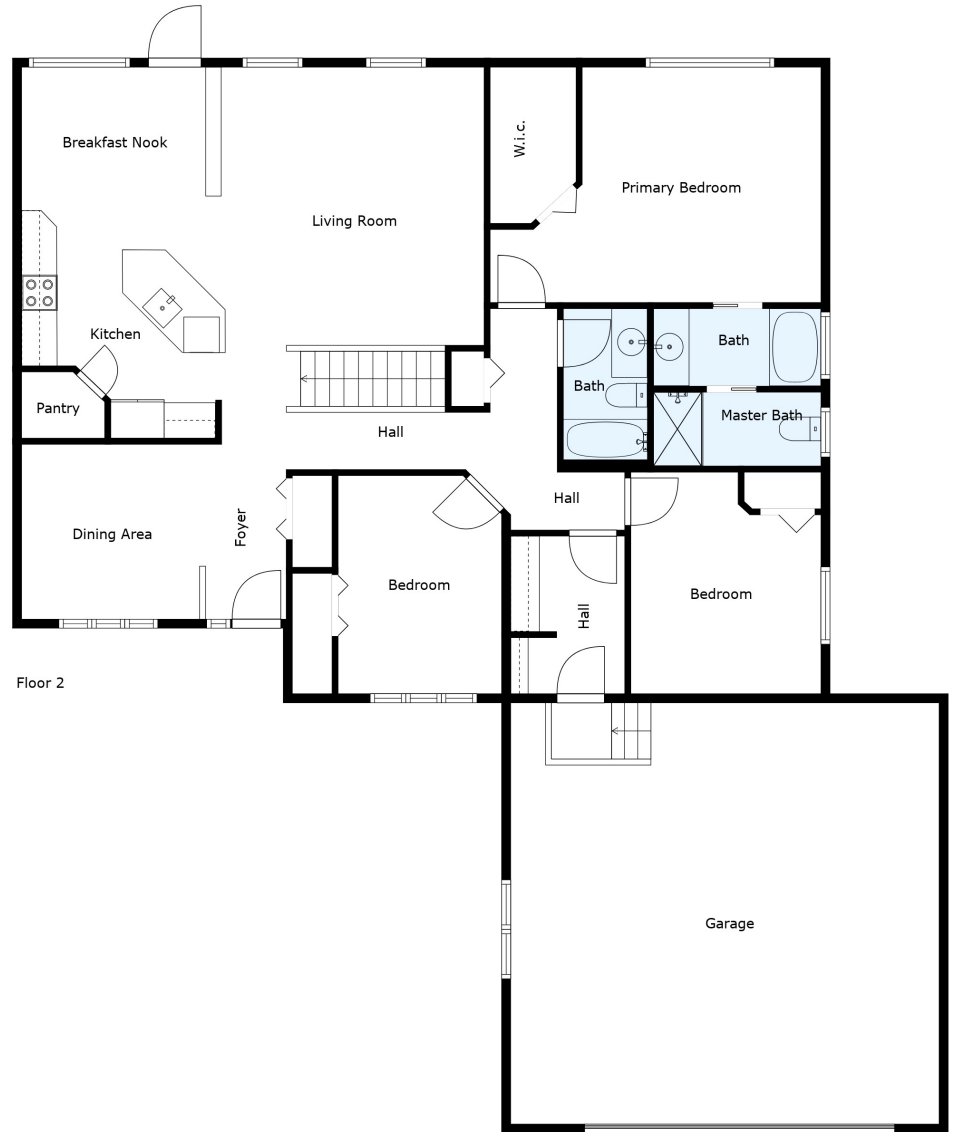 Breakfast Nook
W.i.c.
Primary Bedroom
Living Room
Kitchen
Bath
Bath
Pantry
Master Bath
Hall
Hall
Dining Area
Foyer
Bedroom
Bedroom
Hall
Floor 2
Garage